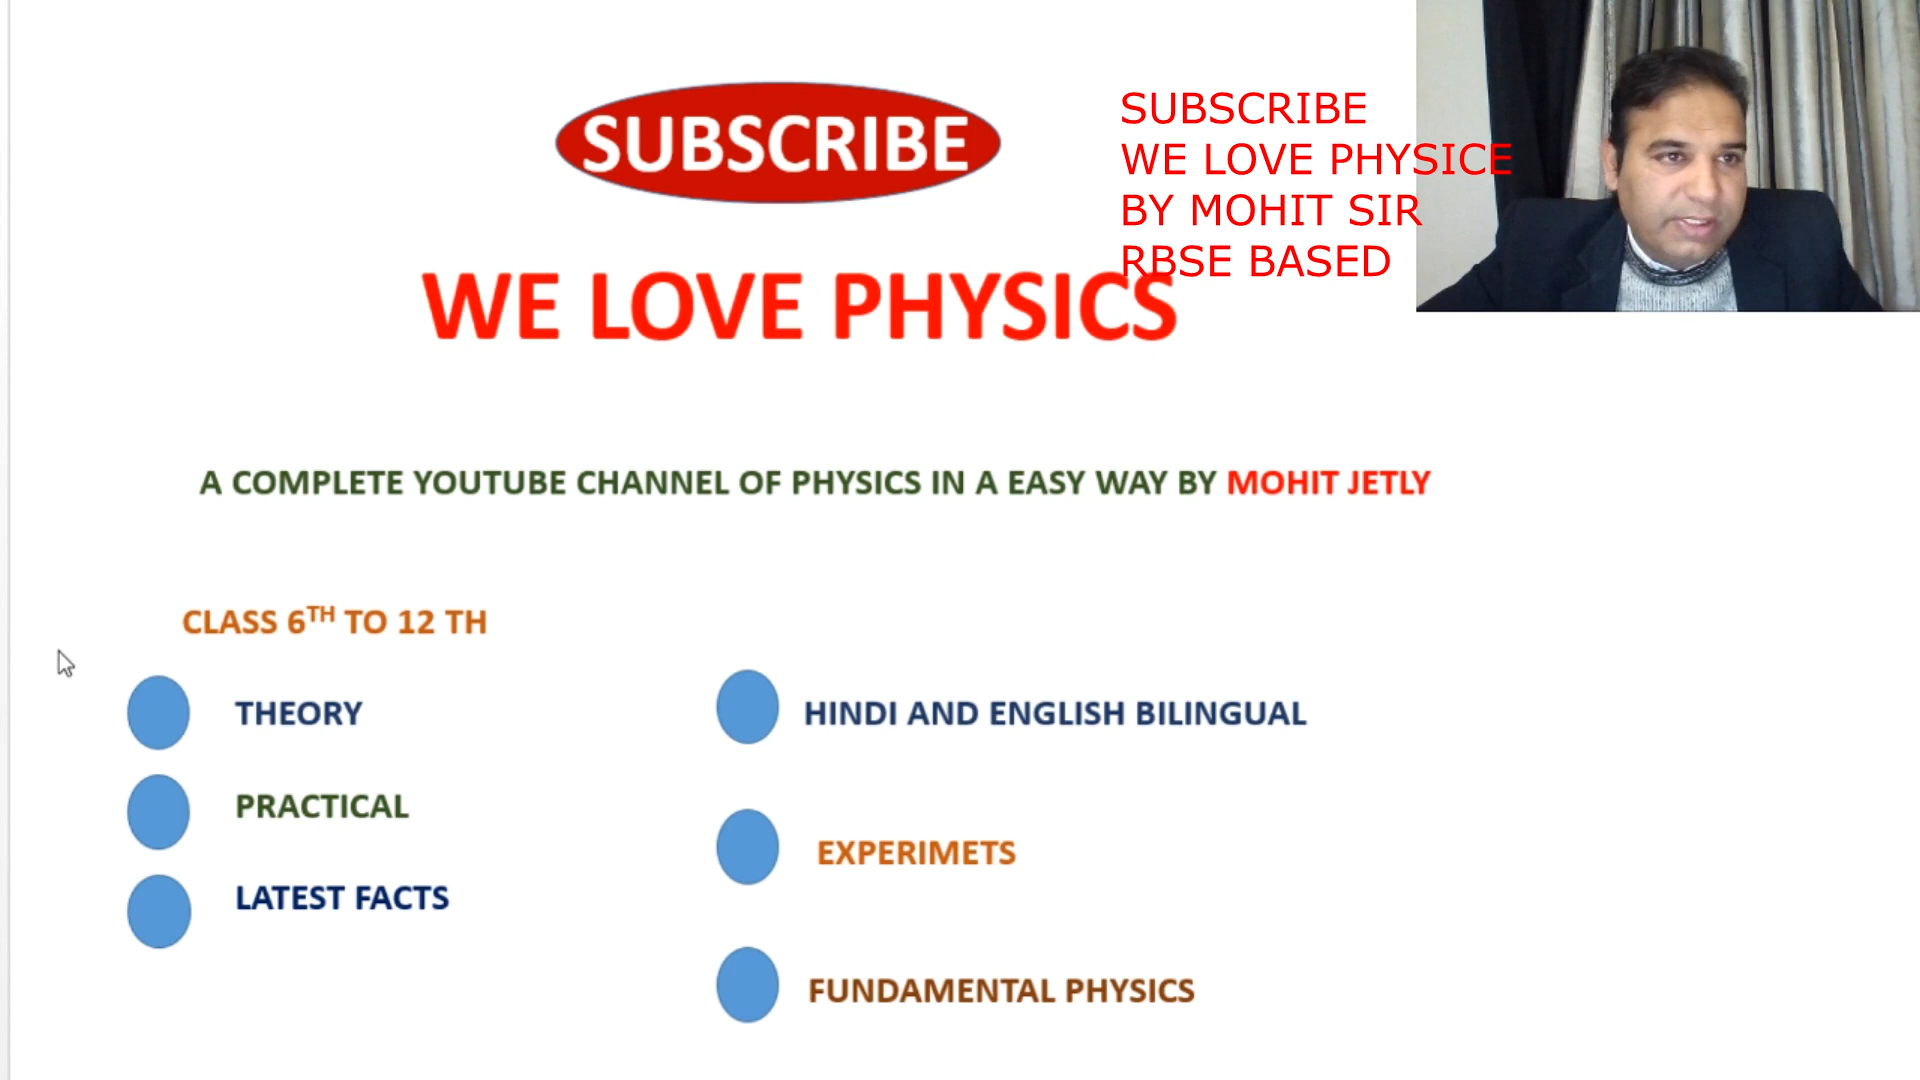 SUBSCRIBE
SUBSCRIBE
WE LOVE PHYSICE
BY MOHIT SIR
RBSE BASED
WE LOVE PHYSICS
A COMPLETE YOUTUBE CHANNEL OF PHYSICS IN A EASY WAY BY MOHIT JETLY
CLASS 6TH TO 12 TH
THEORY
PRACTICAL
LATEST FACTS
HINDI AND ENGLISH BILINGUAL
EXPERIMETS
FUNDAMENTAL PHYSICS